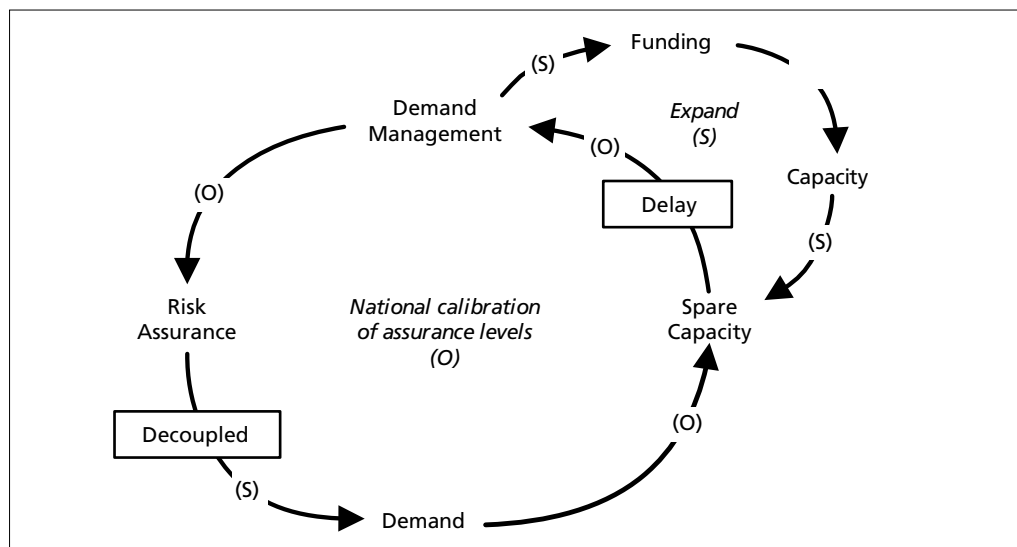 Funding
(S)
Demand
Management
Expand
(S)
(O)
Capacity
(O)
Delay
(S)
Risk
Assurance
National calibration
of assurance levels
(O)
Spare
Capacity
Decoupled
(O)
(S)
Demand